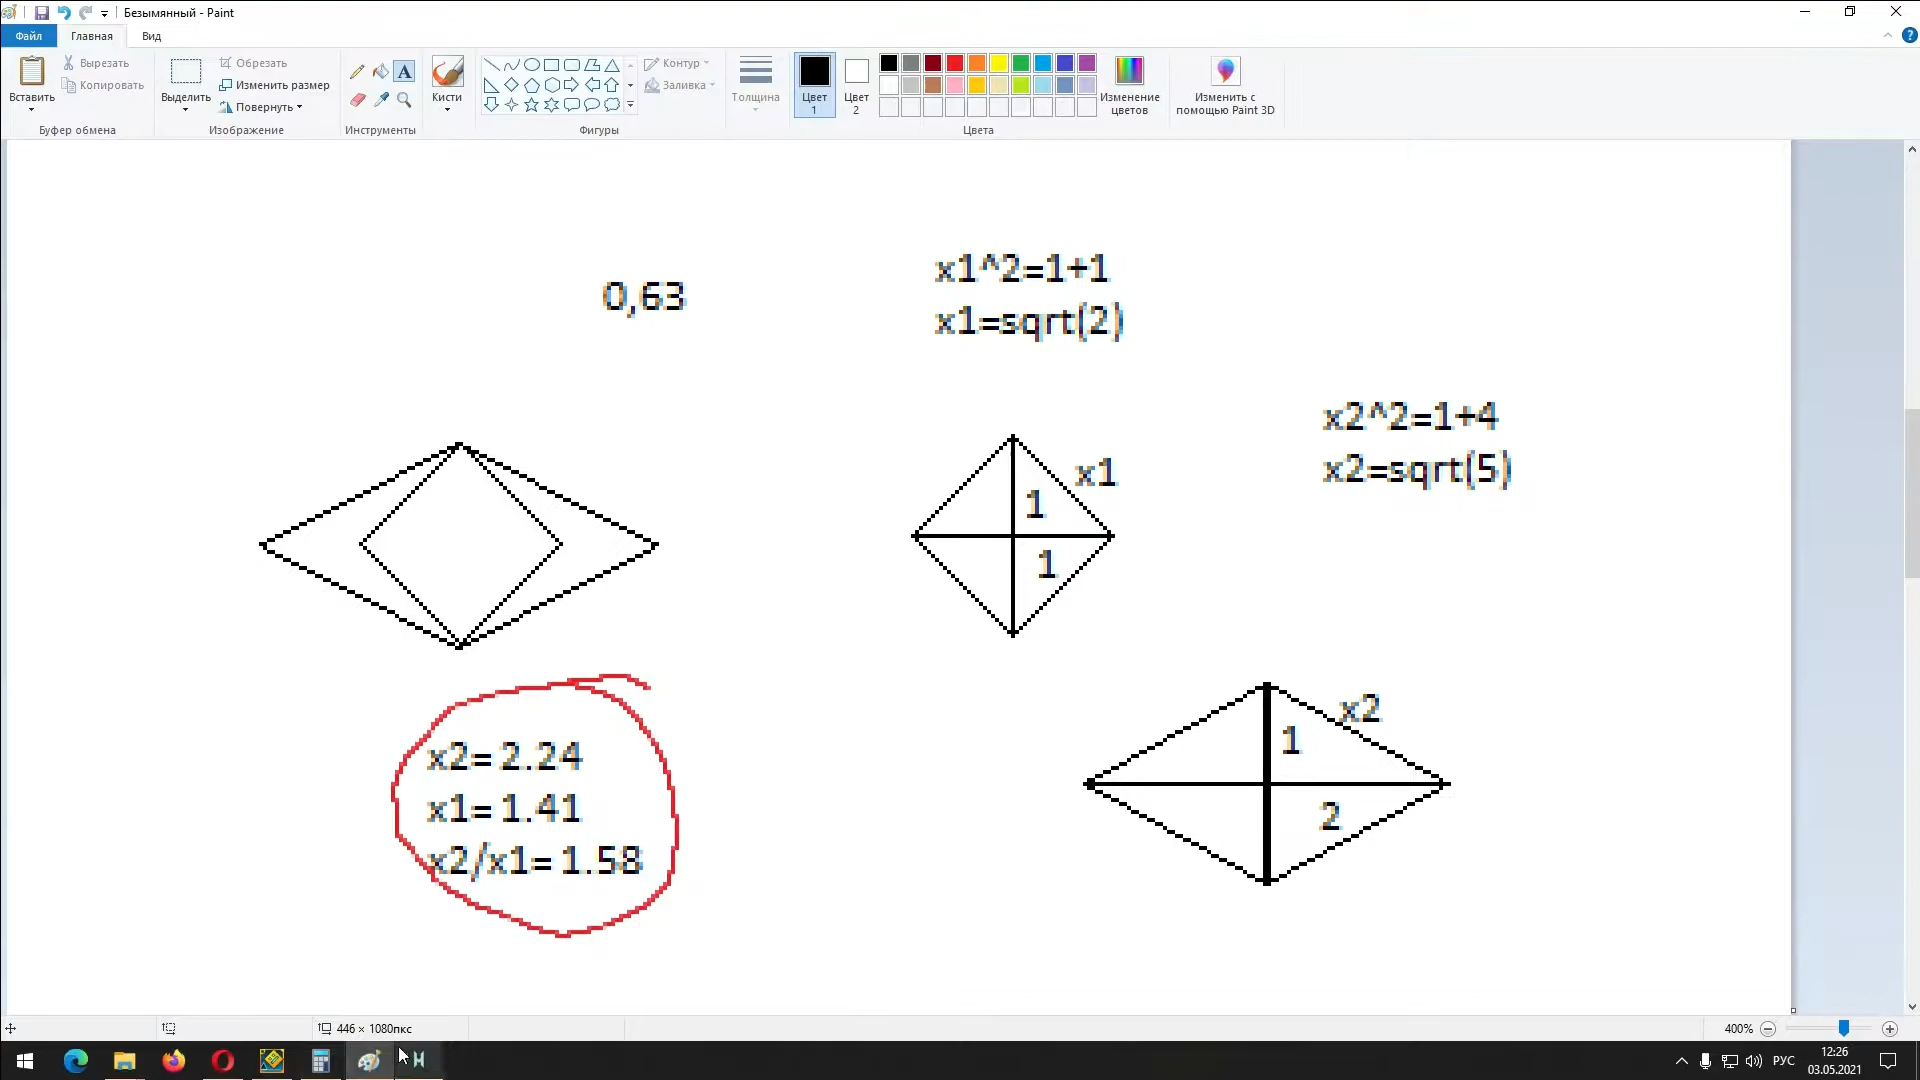 Безымянный - Paint
Файл
Главная
Вид
Вставить
Вырезать
Копировать
Буфер обмена
Выделить
Обрезать
Изменить размер
Повернуть
Изображение
A
Инструменты
Кисти
Контур
Заливка
Фигуры
Толщина
Цвет
1
Цвет
2
Изменение
цветов
Изменить с
помощью Paint 3D
Цвета
0,63
x1^2=1+1
x1=sqrt(2)
x2^2=1+4
x2=sqrt(5)
x1
1
1
x2= 2.24
x1= 1.41
x2/x1= 1.58
x2
1
2
446 × 1080пкс
400%
РУС
12:26
03.05.2021